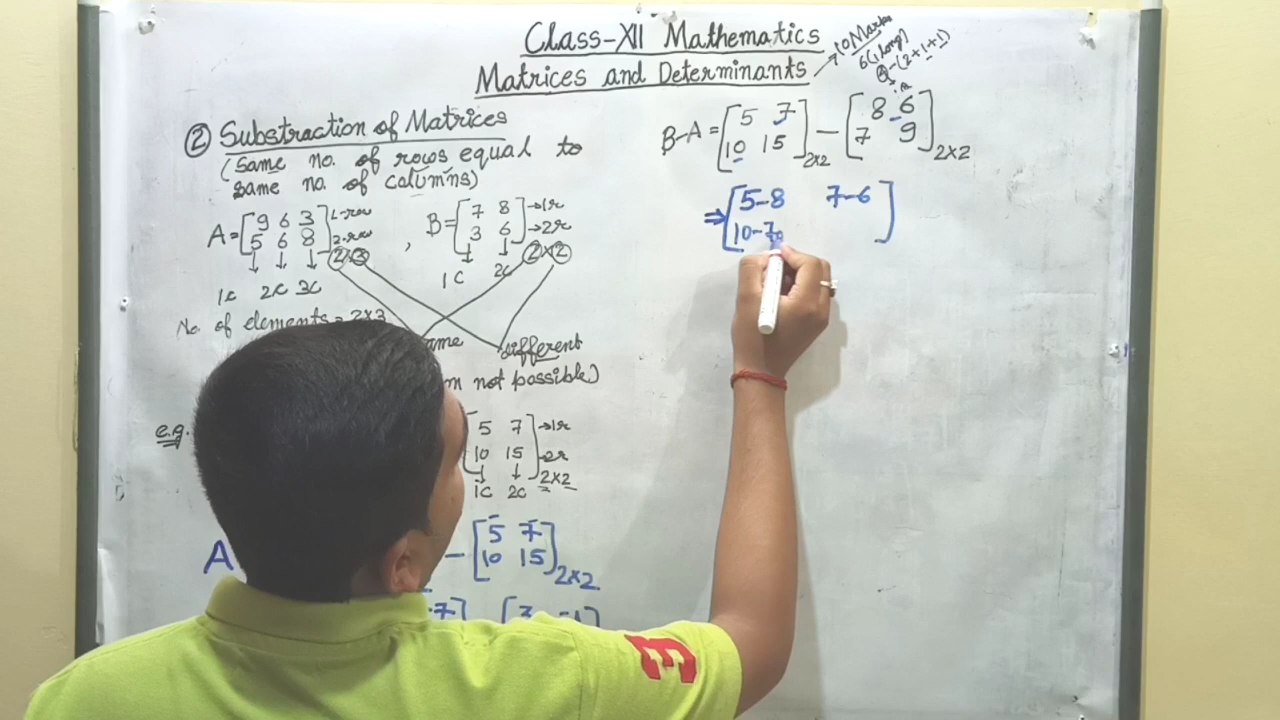 Class-XII Mathematics
Matrices and Determinants
10 Marks
6(1 Long)
4-(2+1+1)
② Substraction of Matrices
(Same no. of rows equal to
same no. of columns)
A = [9 6 3 1-row
5 6 8] 2-row
2×3
1C 2C 3C
, B = [7 8 →1r
3 6] →2r
2×2
1C 2C
No. of elements = 2×3
same different
not possible)
e.g.
5 7 →1r
10 15 →2r
2×2
1C 2C
A
- [5 7
10 15] 2×2
-7] [3 -1]
B-A = [5 7
10 15] 2×2 - [8 6
7 9] 2×2
⇒ [5-8 7-6
10-7 ]